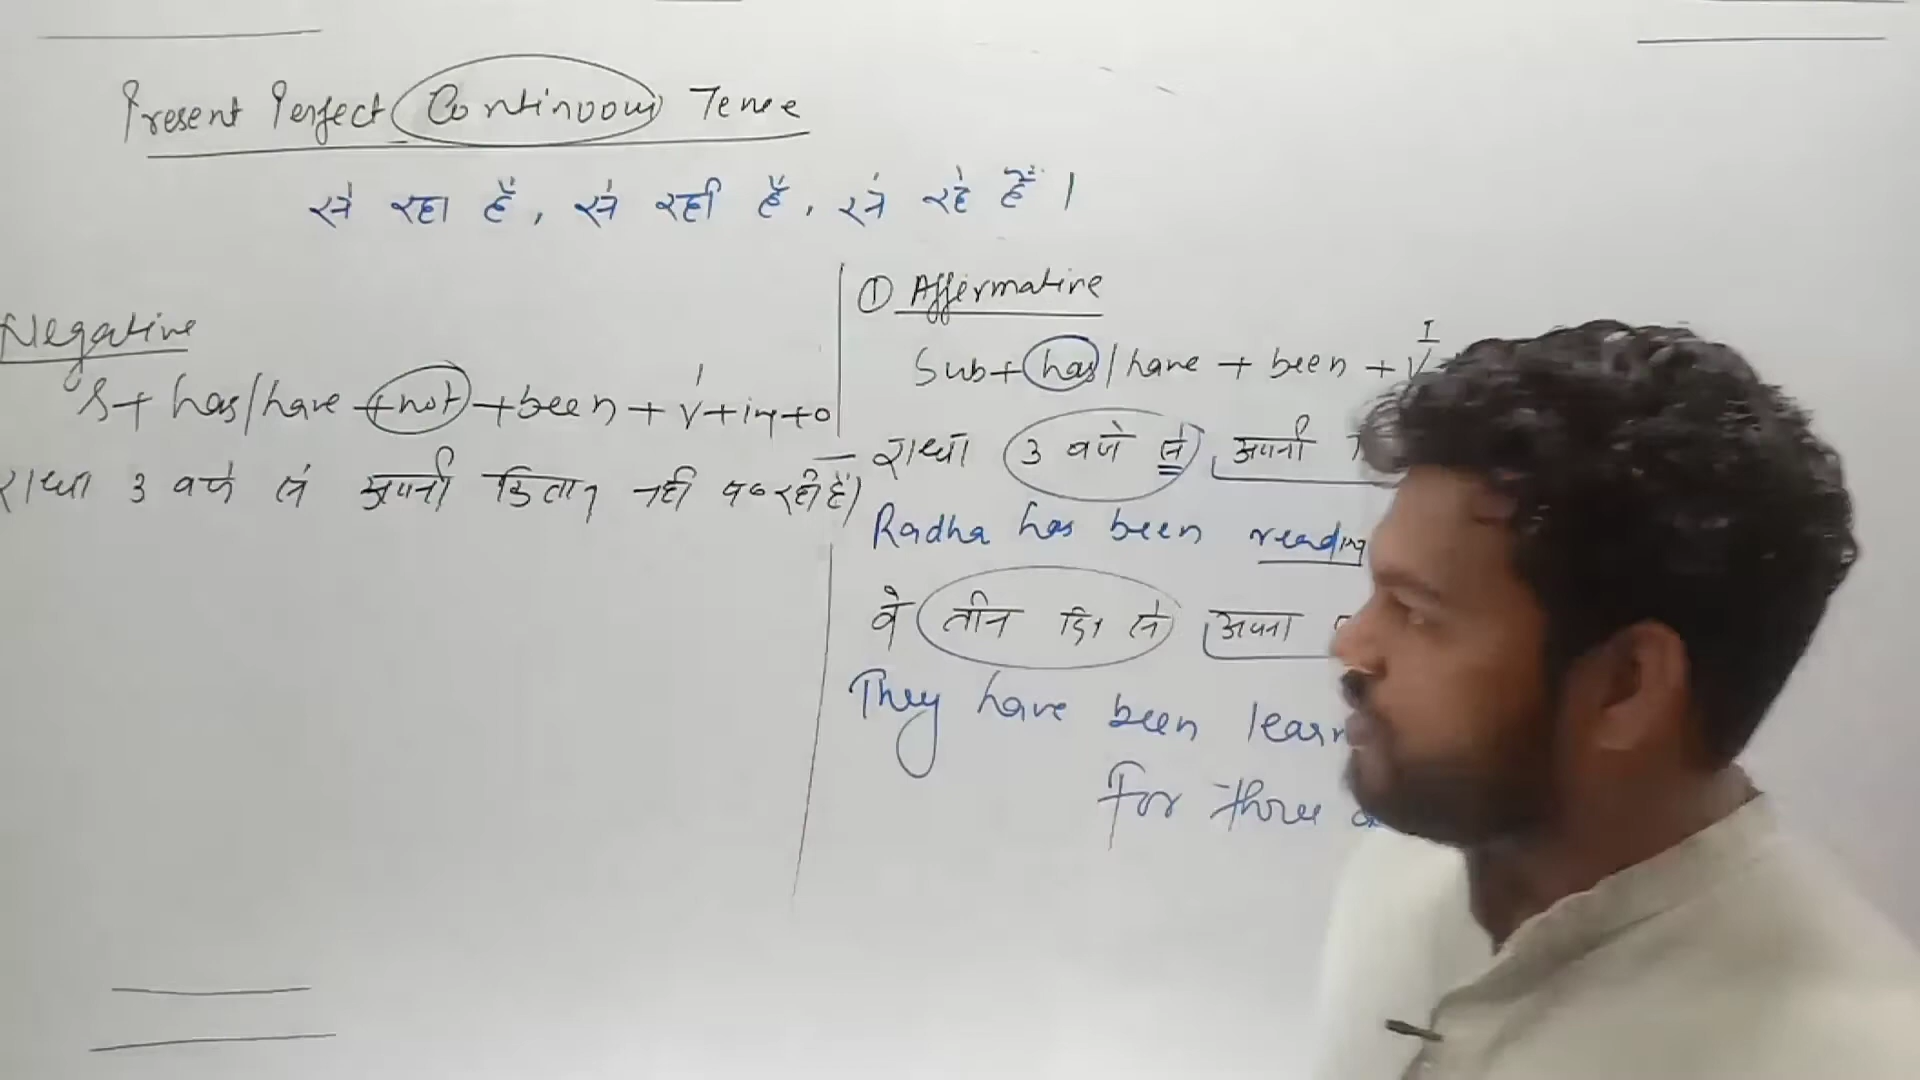 Present Perfect Continuous Tense
से रहा है, से रही है, से रहे हैं।
Negative
S + has/have + not + been + V¹ + ing + o
राधा 3 बजे से अपनी किताब नही पढ़ रही है।
① Affermative
Sub + has/have + been + V
I
– राधा 3 बजे से अपनी
Radha has been reading
वे तीन दिन से अपना
They have been learn
For three